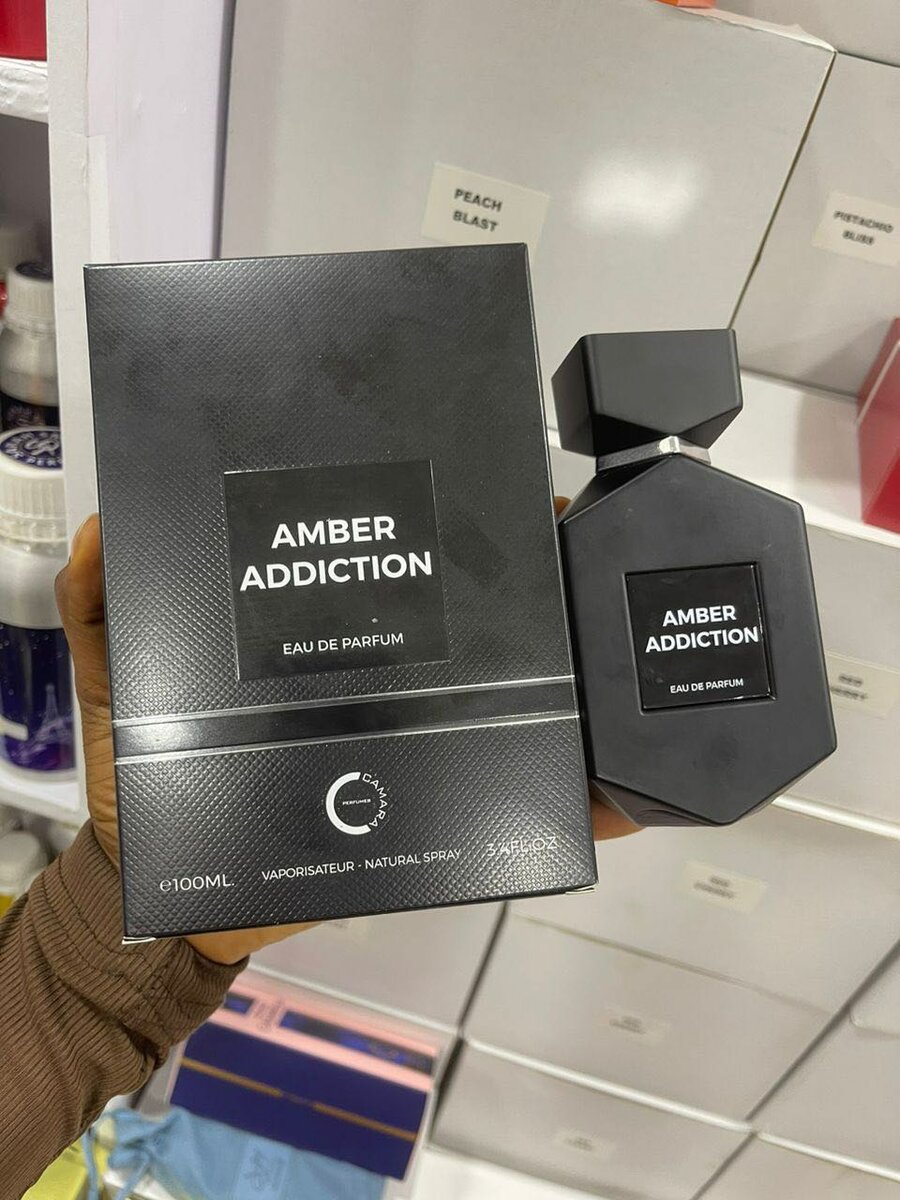 PEACH
BLAST
PISTACHIO
BLISS
AMBER
ADDICTION
EAU DE PARFUM
CAMARA
PERFUMES
℮100ML.
VAPORISATEUR - NATURAL SPRAY
3.4FL.OZ
AMBER
ADDICTION
EAU DE PARFUM